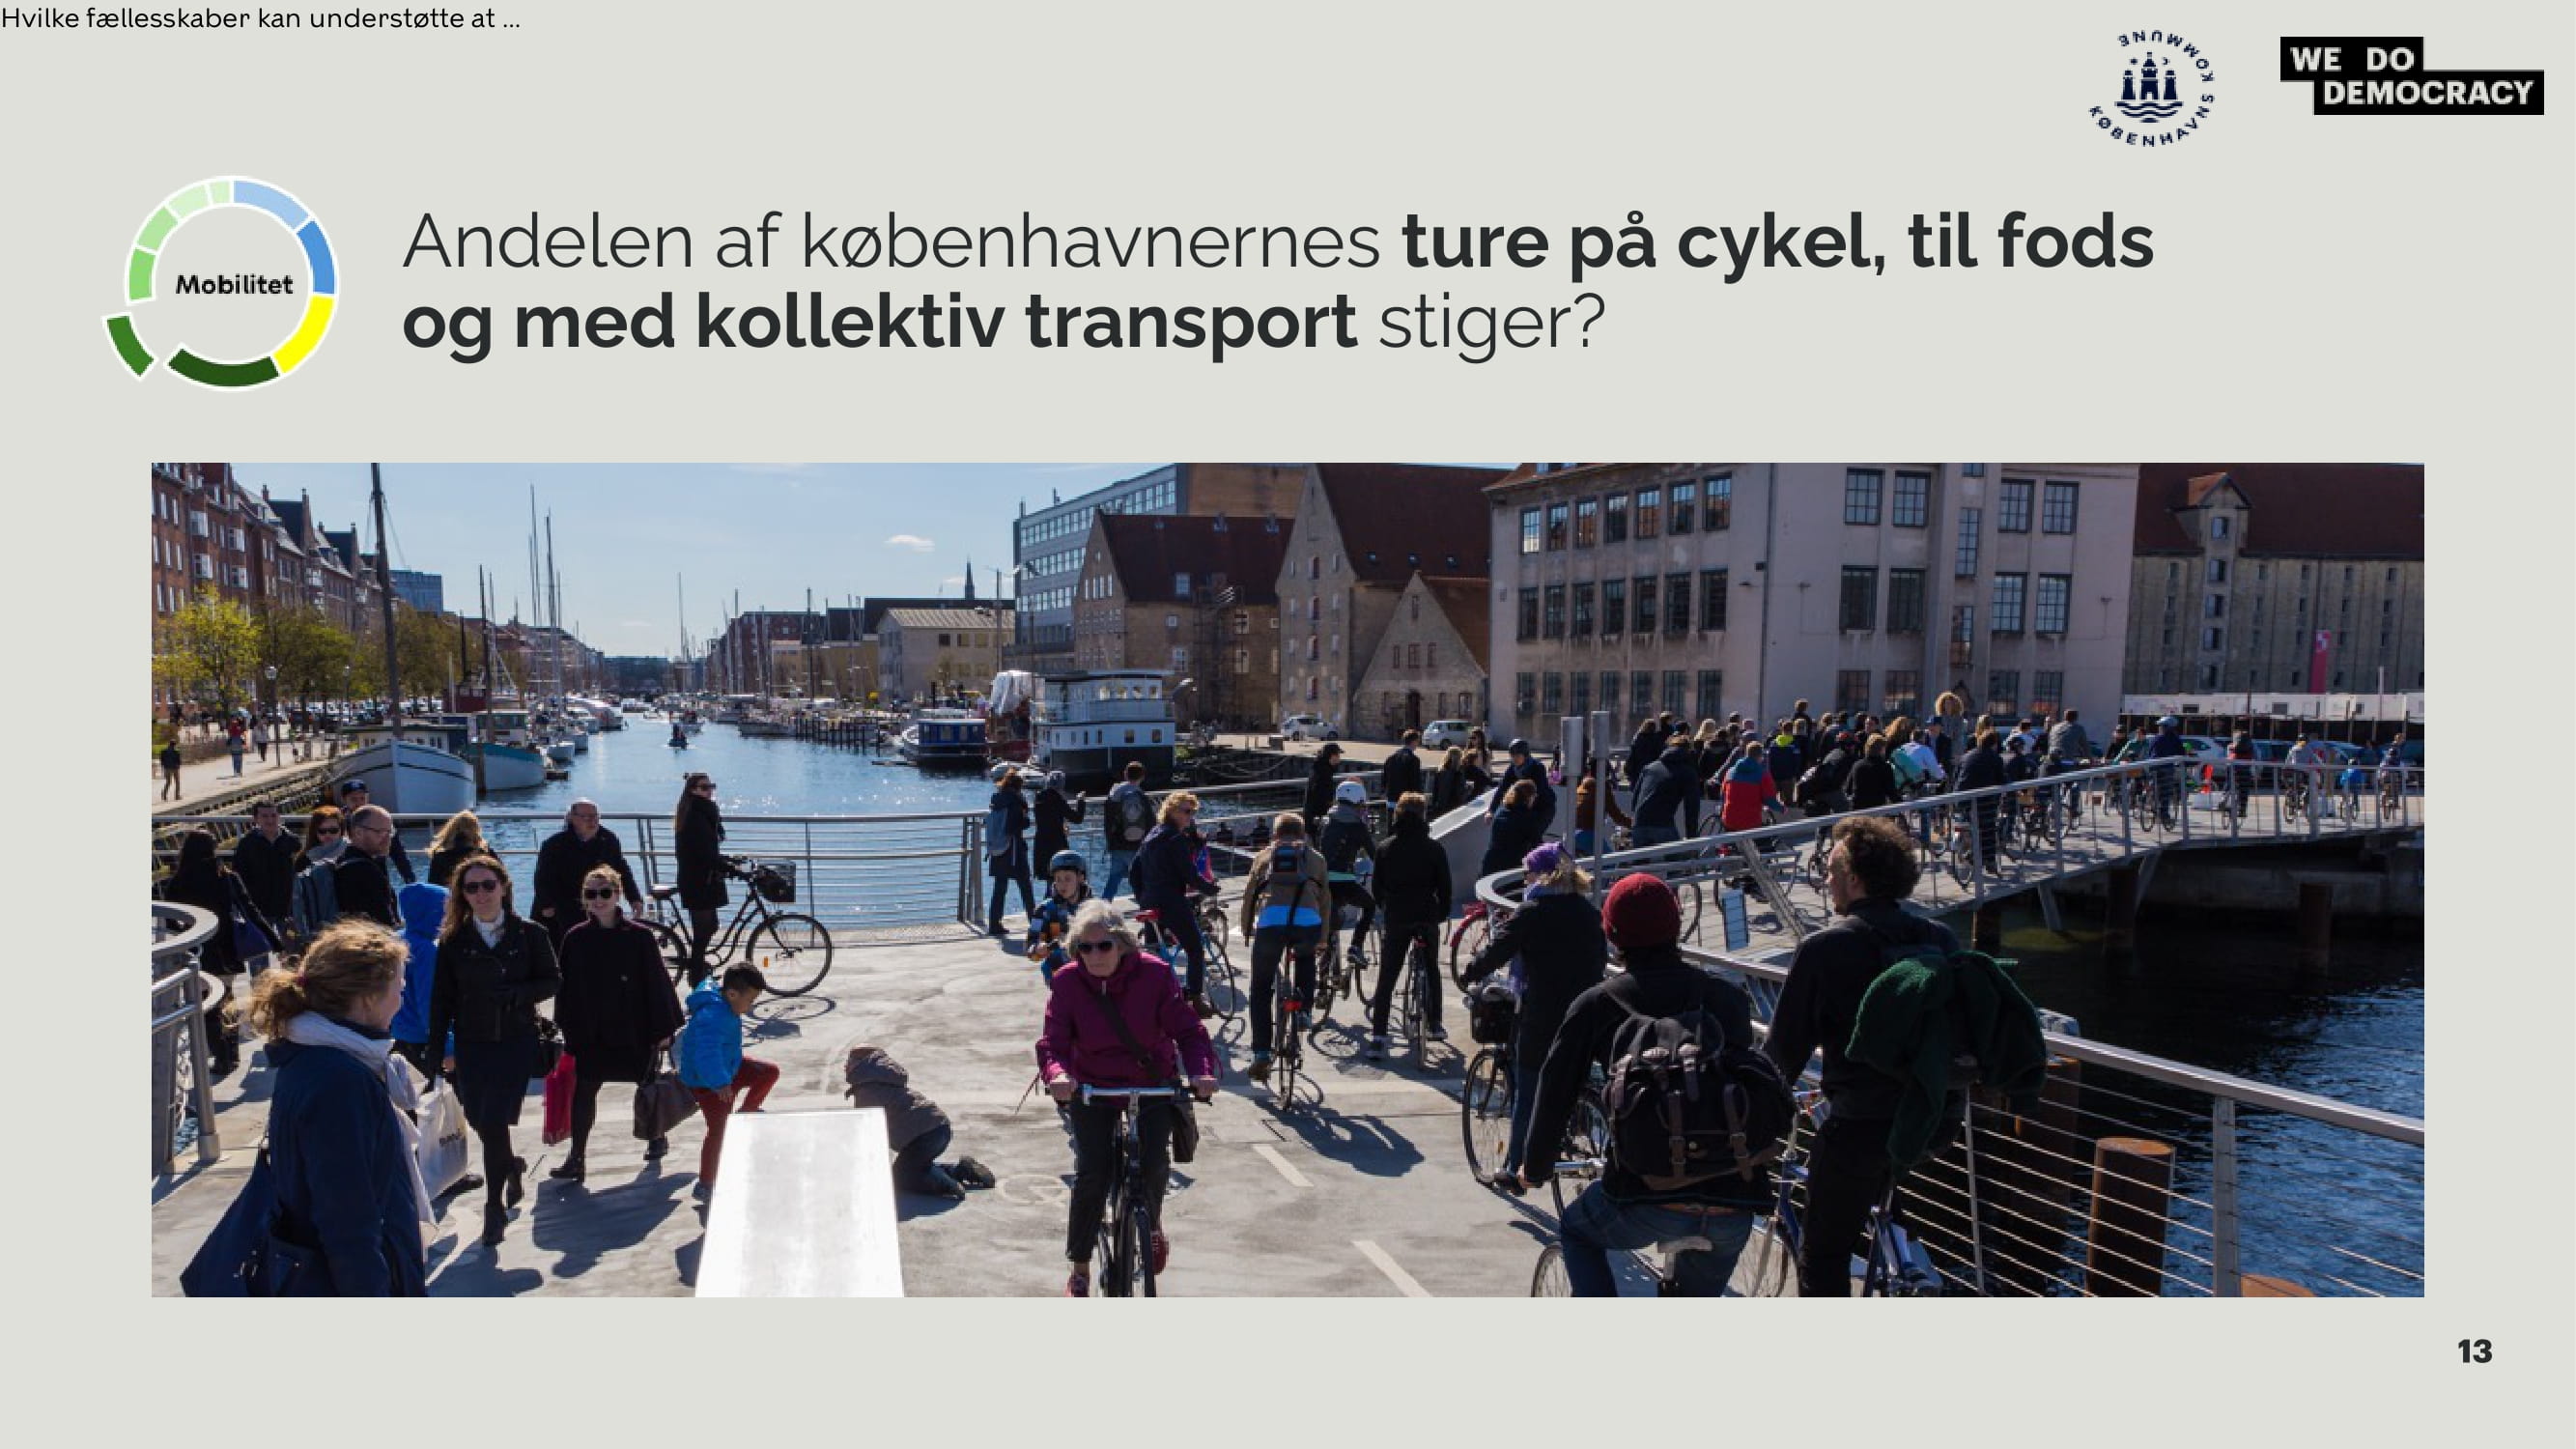 Hvilke fællesskaber kan understøtte at ...
KØBENHAVNS KOMMUNE
WE DO
DEMOCRACY
Mobilitet
Andelen af københavnernes ture på cykel, til fods
og med kollektiv transport stiger?
13